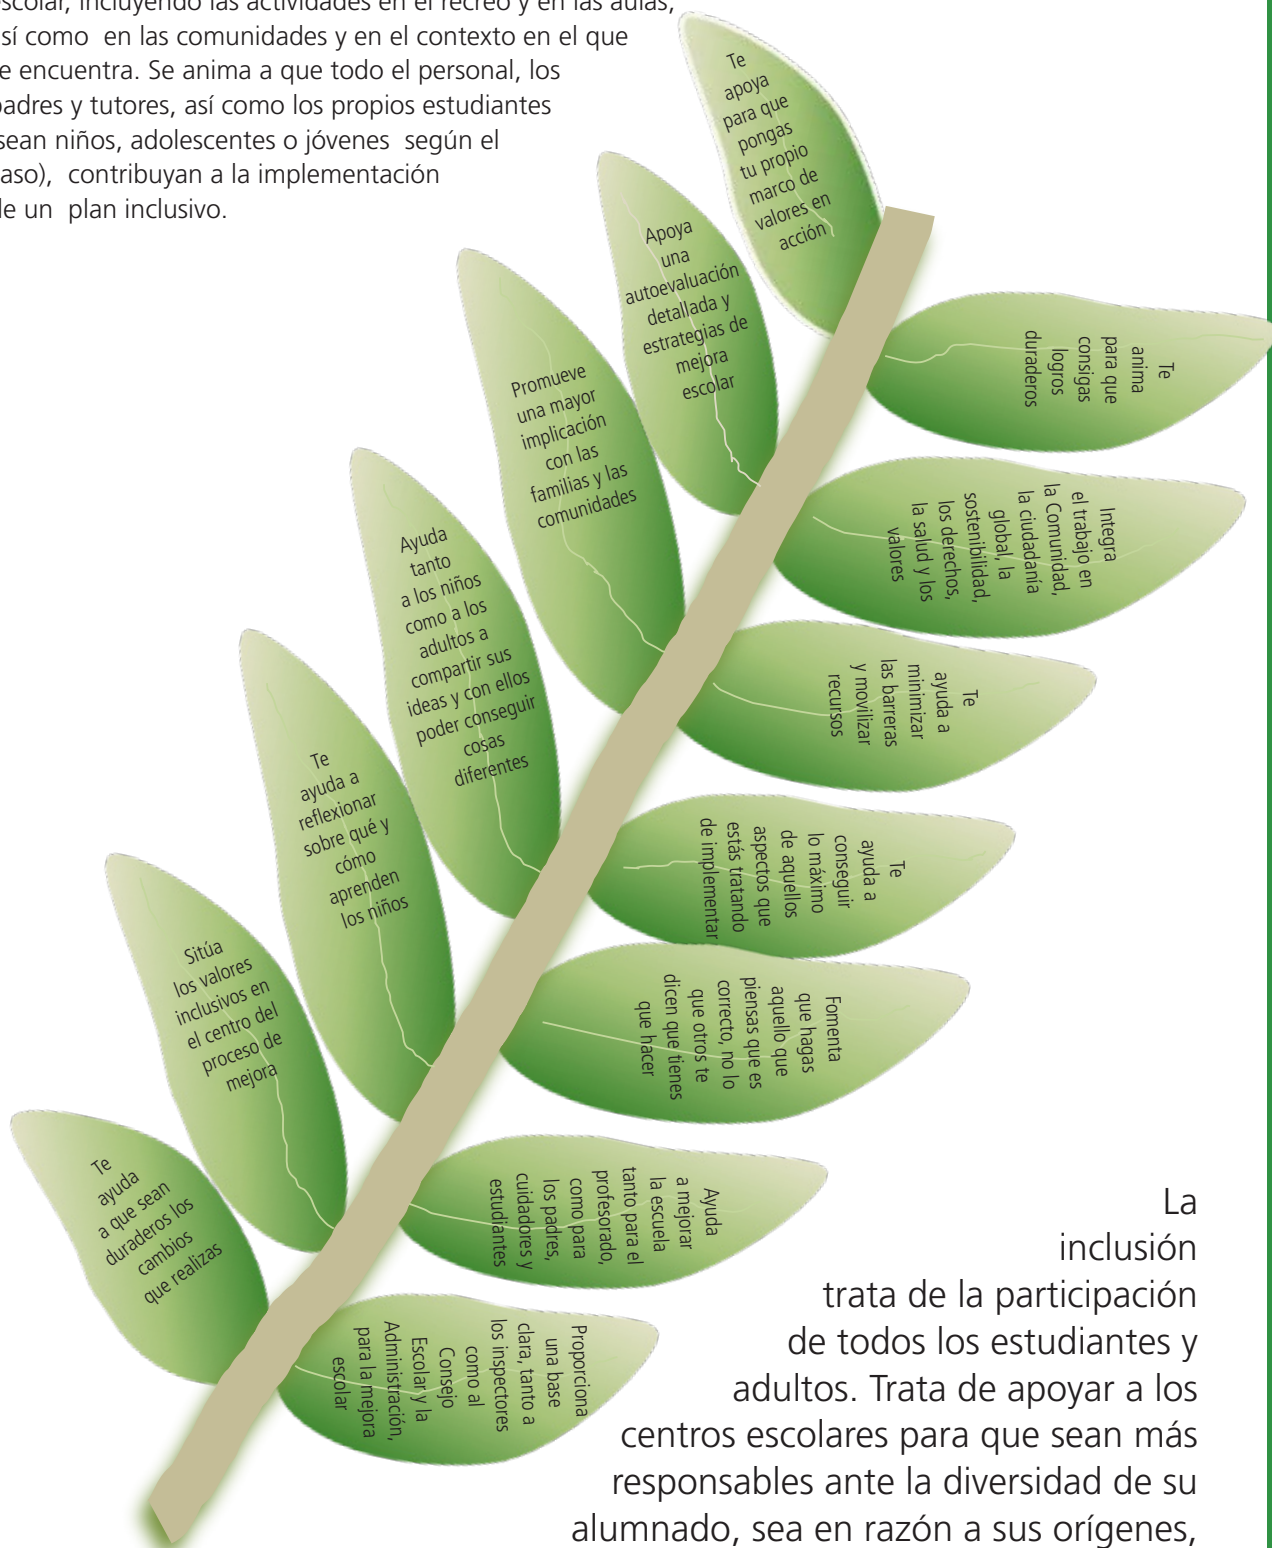 escolar, incluyendo las actividades en el recreo y en las aulas,
sí como en las comunidades y en el contexto en el que
e encuentra. Se anima a que todo el personal, los
padres y tutores, así como los propios estudiantes
sean niños, adolescentes o jóvenes según el
aso), contribuyan a la implementación
de un plan inclusivo.
Te
apoya
para que
pongas
tu propio
marco de
valores en
acción
Apoya
una
autoevaluación
detallada y
estrategias de
mejora
escolar
Promueve
una mayor
implicación
con las
familias y las
comunidades
Ayuda
tanto
a los niños
como a los
adultos a
compartir sus
ideas y con ellos
poder conseguir
cosas
diferentes
Te
ayuda a
reflexionar
sobre qué y
cómo
aprenden
los niños
Sitúa
los valores
inclusivos en
el centro del
proceso de
mejora
Te
ayuda
a que sean
duraderos los
cambios
que realizas
Te
anima
para que
consigas
logros
duraderos
Integra
el trabajo en
la Comunidad,
la ciudadanía
global, la
sostenibilidad,
los derechos,
la salud y los
valores
Te
ayuda a
minimizar
las barreras
y movilizar
recursos
Te
ayuda a
conseguir
lo máximo
de aquellos
aspectos que
estás tratando
de implementar
Fomenta
que hagas
aquello que
piensas que es
correcto, no lo
que otros te
dicen que tienes
que hacer
Ayuda
a mejorar
la escuela
tanto para el
profesorado,
como para
los padres,
cuidadores y
estudiantes
Proporciona
una base
clara, tanto a
los inspectores
como al
Consejo
Escolar y la
Administración,
para la mejora
escolar
La
inclusión
trata de la participación
de todos los estudiantes y
adultos. Trata de apoyar a los
centros escolares para que sean más
responsables ante la diversidad de su
alumnado, sea en razón a sus orígenes,